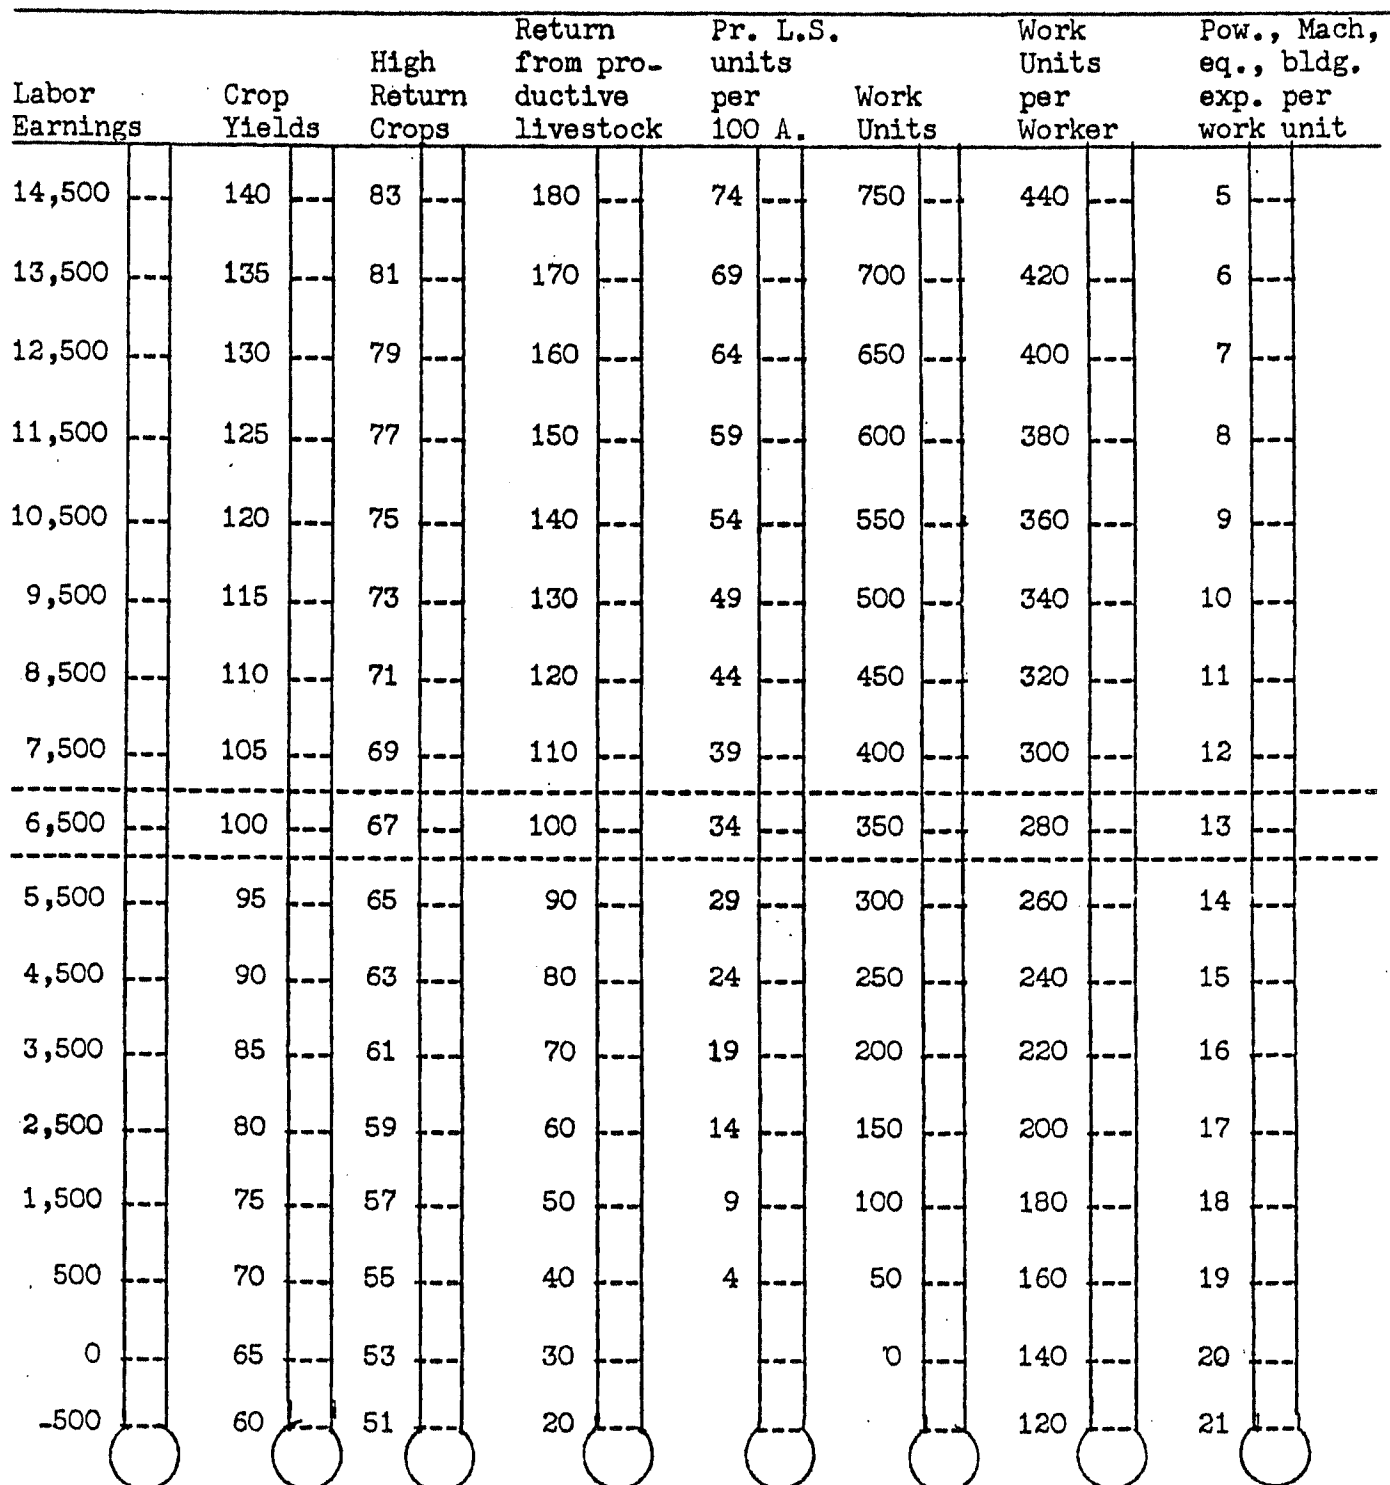 Return Pr. L.S. Work Pow., Mach,
High from pro- units Units eq., bldg.
Labor Crop Return ductive per Work per exp. per
Earnings Yields Crops livestock 100 A. Units Worker work unit
14,500 140 83 180 74 750 440 5
13,500 135 81 170 69 700 420 6
12,500 130 79 160 64 650 400 7
11,500 125 77 150 59 600 380 8
10,500 120 75 140 54 550 360 9
9,500 115 73 130 49 500 340 10
8,500 110 71 120 44 450 320 11
7,500 105 69 110 39 400 300 12
6,500 100 67 100 34 350 280 13
5,500 95 65 90 29 300 260 14
4,500 90 63 80 24 250 240 15
3,500 85 61 70 19 200 220 16
2,500 80 59 60 14 150 200 17
1,500 75 57 50 9 100 180 18
500 70 55 40 4 50 160 19
0 65 53 30 0 140 20
-500 60 51 20 120 21